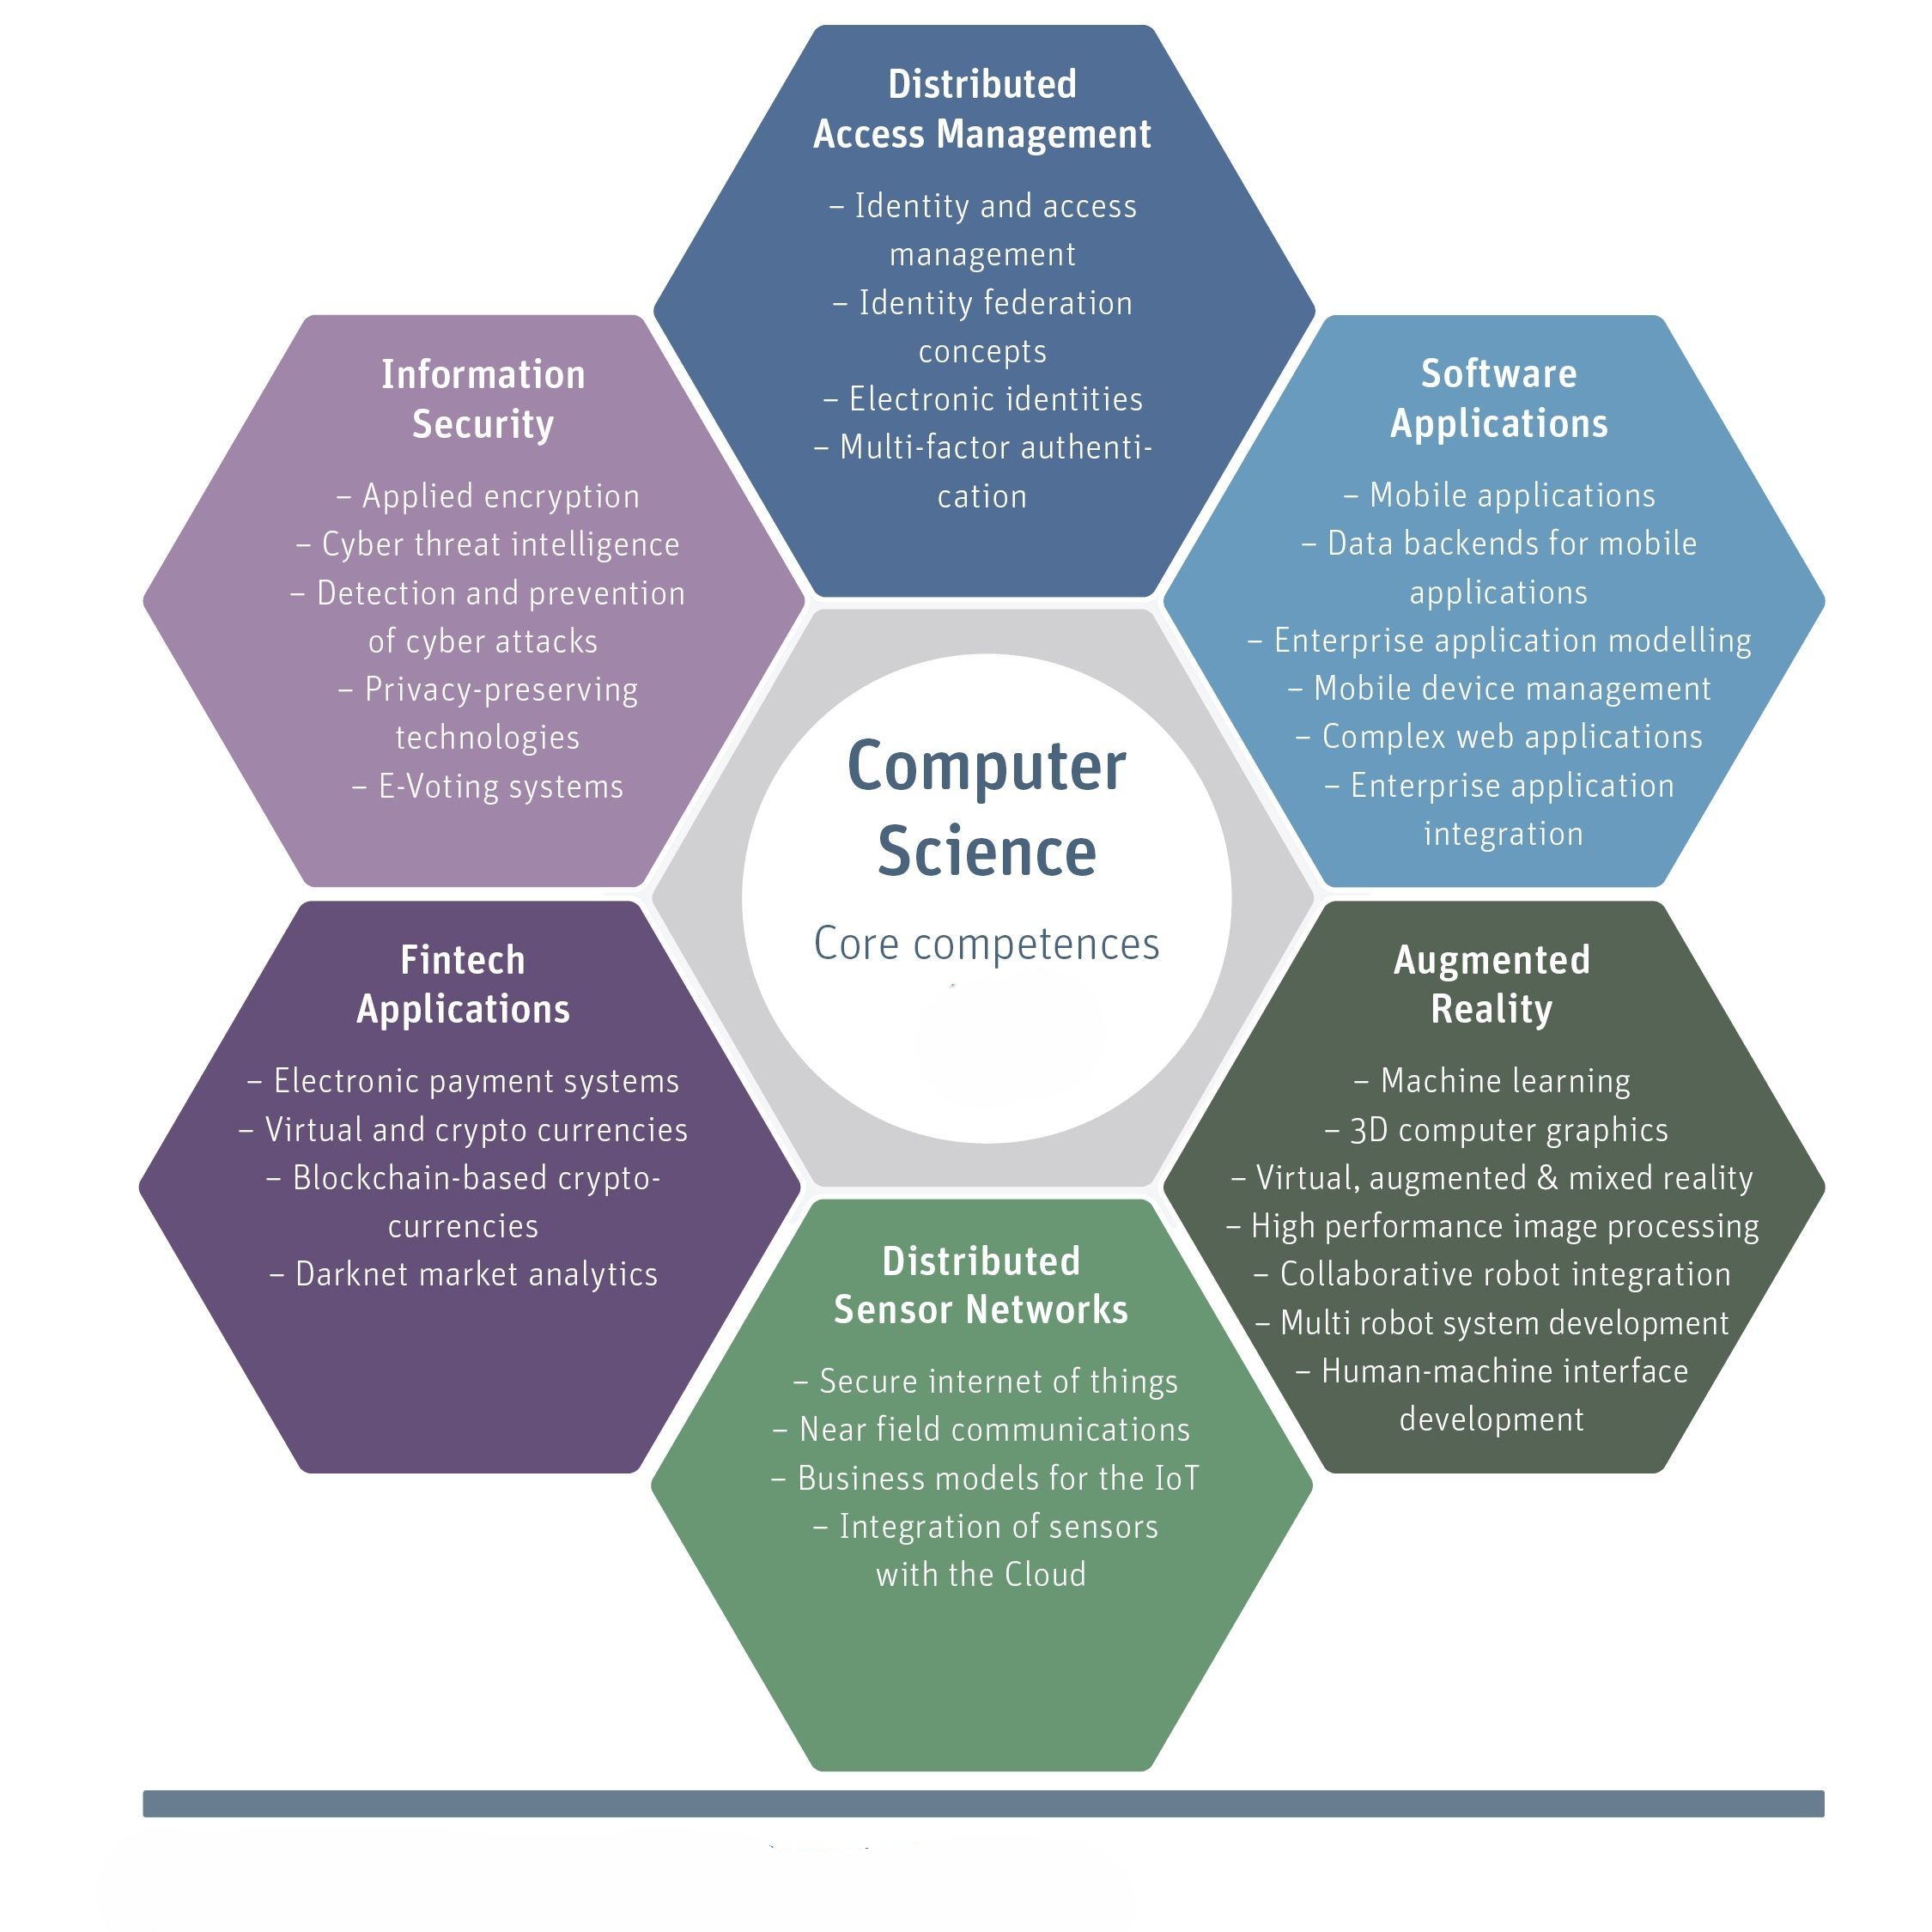 Distributed
Access Management
– Identity and access
management
– Identity federation
concepts
– Electronic identities
– Multi-factor authenti-
cation
Information
Security
– Applied encryption
– Cyber threat intelligence
– Detection and prevention
of cyber attacks
– Privacy-preserving
technologies
– E-Voting systems
Software
Applications
– Mobile applications
– Data backends for mobile
applications
– Enterprise application modelling
– Mobile device management
– Complex web applications
– Enterprise application
integration
Computer
Science
Core competences
Fintech
Applications
– Electronic payment systems
– Virtual and crypto currencies
– Blockchain-based crypto-
currencies
– Darknet market analytics
Augmented
Reality
– Machine learning
– 3D computer graphics
– Virtual, augmented & mixed reality
– High performance image processing
– Collaborative robot integration
– Multi robot system development
– Human-machine interface
development
Distributed
Sensor Networks
– Secure internet of things
– Near field communications
– Business models for the IoT
– Integration of sensors
with the Cloud